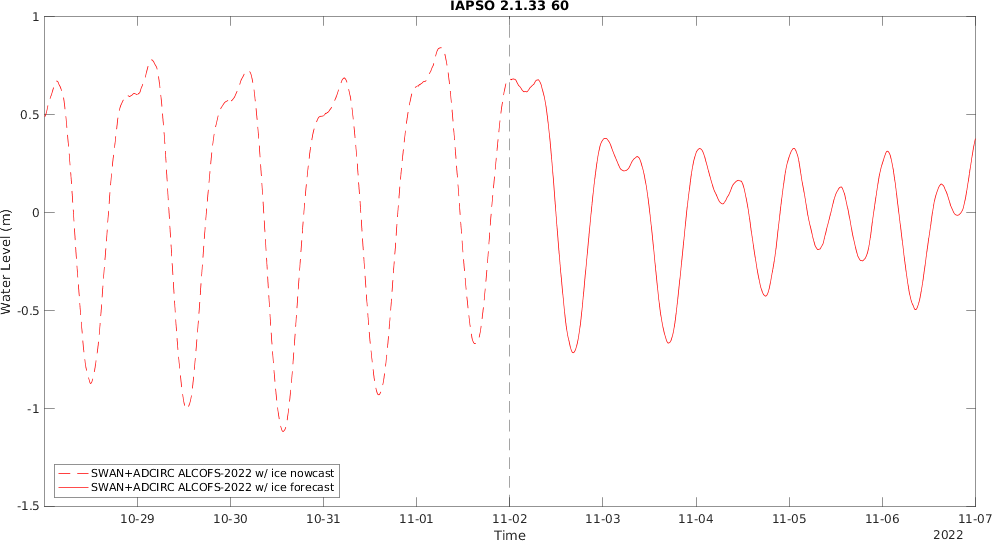 IAPSO 2.1.33 60
1
0.5
0
-0.5
-1
-1.5
Water Level (m)
SWAN+ADCIRC ALCOFS-2022 w/ ice nowcast
SWAN+ADCIRC ALCOFS-2022 w/ ice forecast
10-29 10-30 10-31 11-01 11-02 11-03 11-04 11-05 11-06 11-07
Time
2022